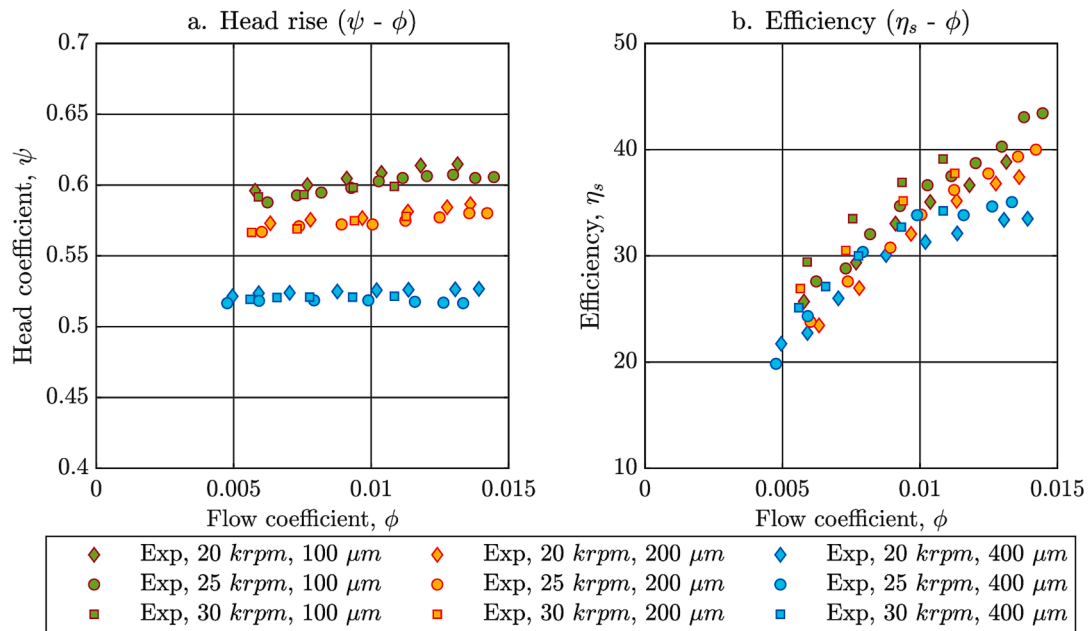 a. Head rise (ψ - ϕ)
0.7
0.65
0.6
0.55
0.5
0.45
0.4
0
0.005
0.01
0.015
Head coefficient, ψ
Flow coefficient, ϕ
b. Efficiency (ηs - ϕ)
50
40
30
20
10
0
0.005
0.01
0.015
Efficiency, ηs
Flow coefficient, ϕ
Exp, 20 krpm, 100 μm
Exp, 20 krpm, 200 μm
Exp, 20 krpm, 400 μm
Exp, 25 krpm, 100 μm
Exp, 25 krpm, 200 μm
Exp, 25 krpm, 400 μm
Exp, 30 krpm, 100 μm
Exp, 30 krpm, 200 μm
Exp, 30 krpm, 400 μm